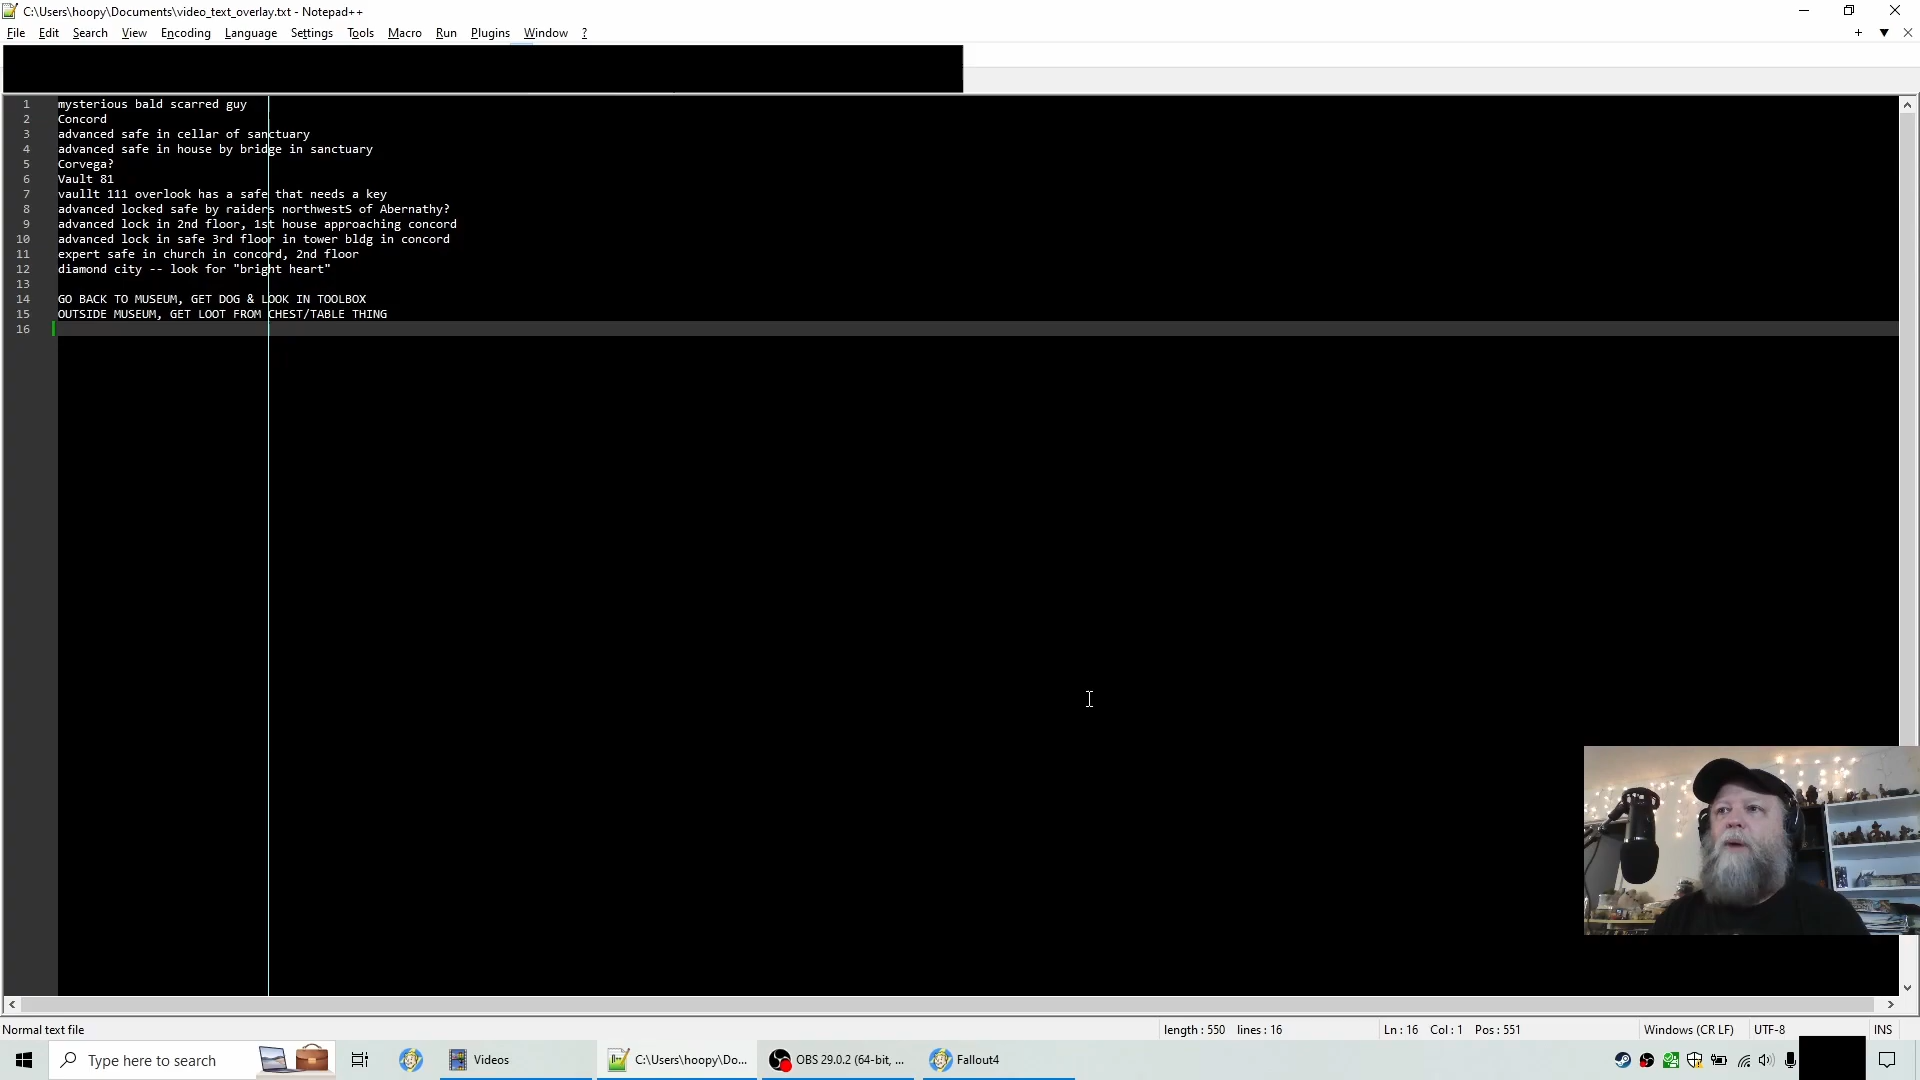 C:\Users\hoopy\Documents\video_text_overlay.txt - Notepad++
File Edit Search View Encoding Language Settings Tools Macro Run Plugins Window ?
1 mysterious bald scarred guy
2 Concord
3 advanced safe in cellar of sanctuary
4 advanced safe in house by bridge in sanctuary
5 Corvega?
6 Vault 81
7 vaullt 111 overlook has a safe that needs a key
8 advanced locked safe by raiders northwestS of Abernathy?
9 advanced lock in 2nd floor, 1st house approaching concord
10 advanced lock in safe 3rd floor in tower bldg in concord
11 expert safe in church in concord, 2nd floor
12 diamond city -- look for "bright heart"
13
14 GO BACK TO MUSEUM, GET DOG & LOOK IN TOOLBOX
15 OUTSIDE MUSEUM, GET LOOT FROM CHEST/TABLE THING
16
Normal text file length : 550 lines : 16 Ln : 16 Col : 1 Pos : 551 Windows (CR LF) UTF-8 INS
Type here to search Videos C:\Users\hoopy\Do... OBS 29.0.2 (64-bit, ... Fallout4